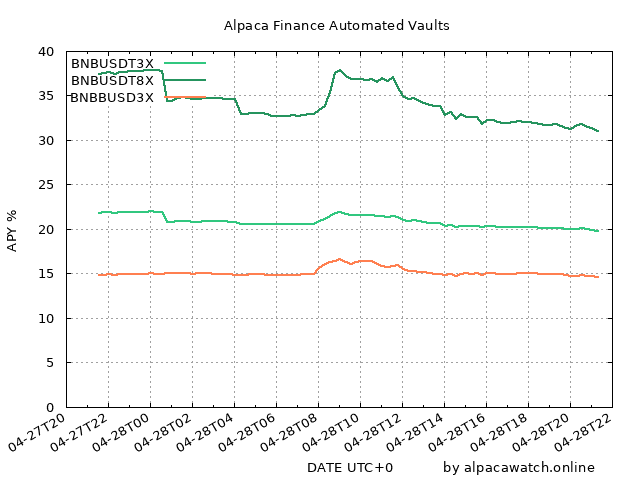 Alpaca Finance Automated Vaults
BNBUSDT3X
BNBUSDT8X
BNBBUSD3X
APY %
40
35
30
25
20
15
10
5
0
04-27T20
04-27T22
04-28T00
04-28T02
04-28T04
04-28T06
04-28T08
04-28T10
04-28T12
04-28T14
04-28T16
04-28T18
04-28T20
04-28T22
DATE UTC+0
by alpacawatch.online